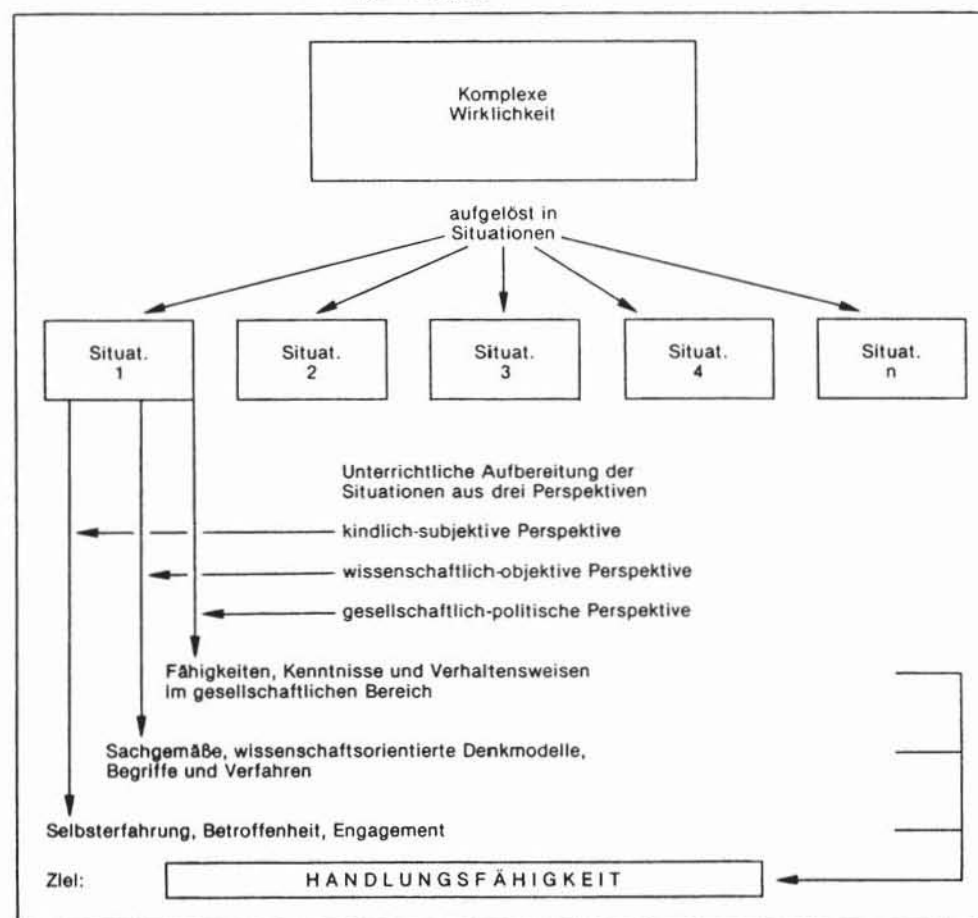 Komplexe
Wirklichkeit
aufgelöst in
Situationen
Situat.
1
Situat.
2
Situat.
3
Situat.
4
Situat.
n
Unterrichtliche Aufbereitung der
Situationen aus drei Perspektiven
kindlich-subjektive Perspektive
wissenschaftlich-objektive Perspektive
gesellschaftlich-politische Perspektive
Fähigkeiten, Kenntnisse und Verhaltensweisen
im gesellschaftlichen Bereich
Sachgemäße, wissenschaftsorientierte Denkmodelle,
Begriffe und Verfahren
Selbsterfahrung, Betroffenheit, Engagement
Ziel:
HANDLUNGSFÄHIGKEIT